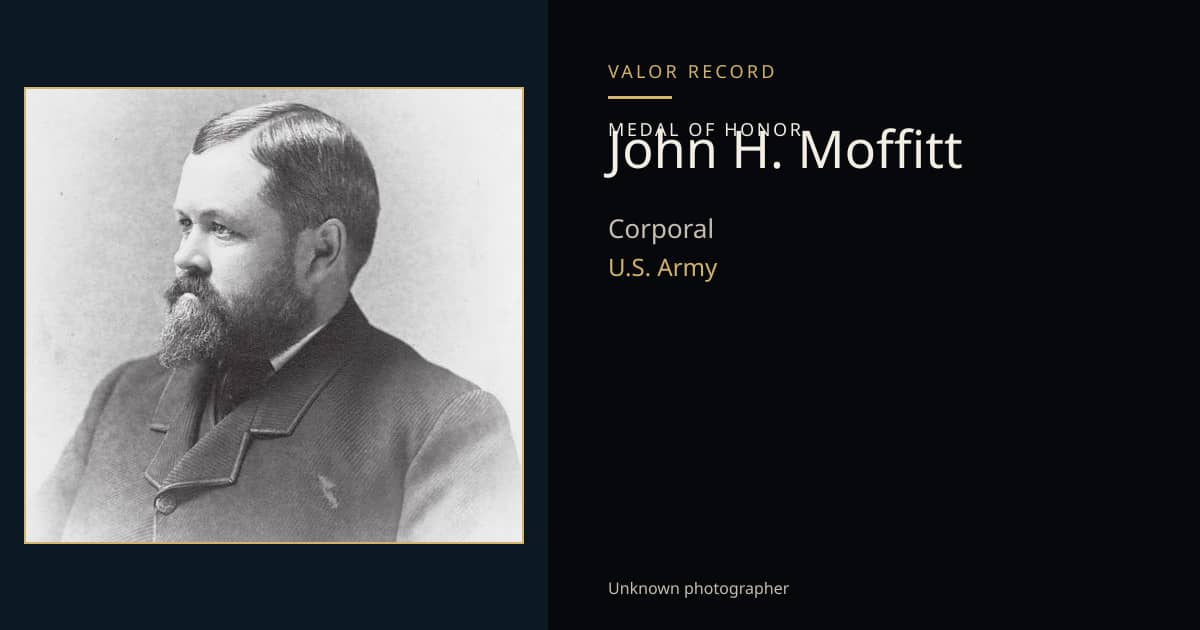 VALOR RECORD
MEDAL OF HONOR
John H. Moffitt
Corporal
U.S. Army
Unknown photographer